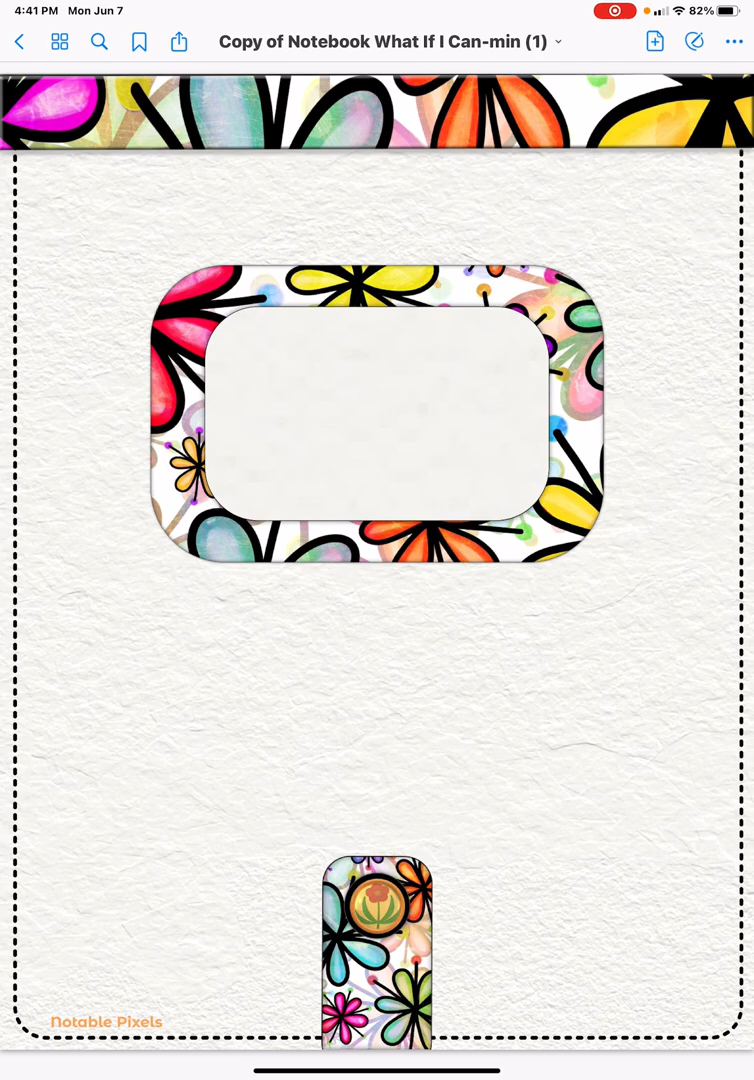 4:41 PM Mon Jun 7 82%
Copy of Notebook What If I Can-min (1)
Notable Pixels